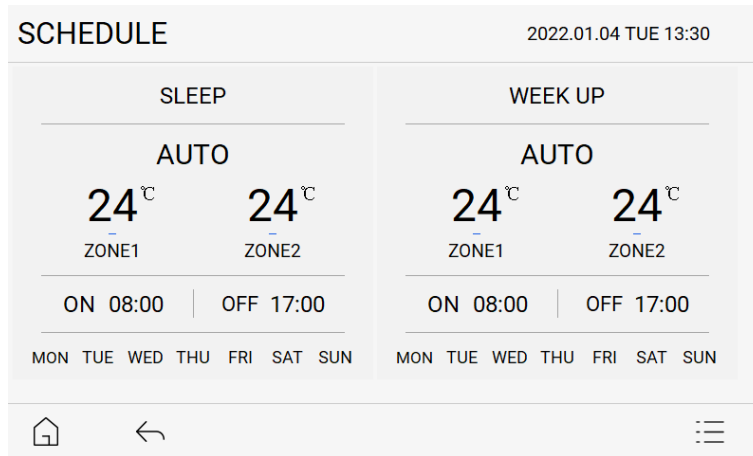 SCHEDULE 2022.01.04 TUE 13:30
SLEEP
AUTO
24℃ 24℃
ZONE1 ZONE2
ON 08:00 OFF 17:00
MON TUE WED THU FRI SAT SUN
WEEK UP
AUTO
24℃ 24℃
ZONE1 ZONE2
ON 08:00 OFF 17:00
MON TUE WED THU FRI SAT SUN